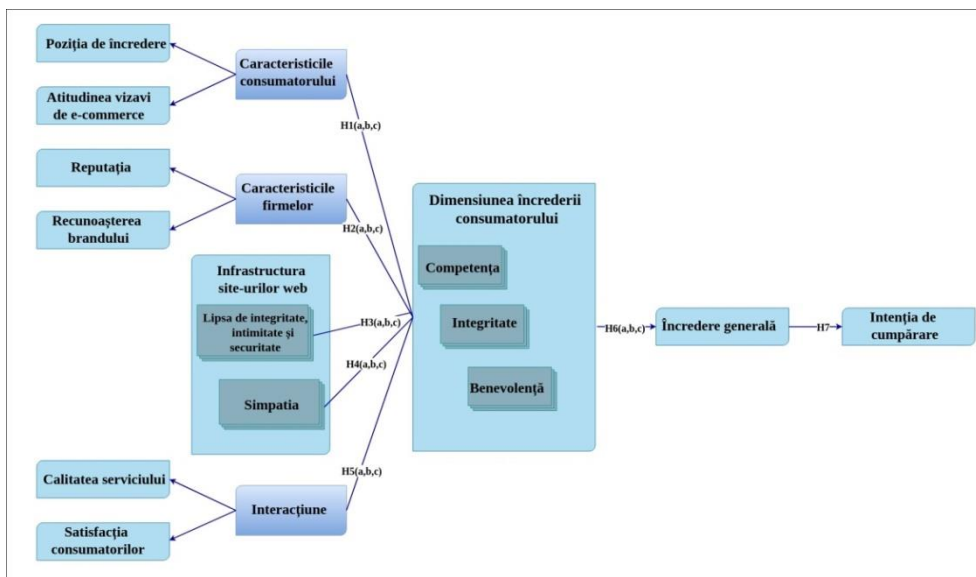 Poziția de încredere
Atitudinea vizavi
de e-commerce
Caracteristicile
consumatorului
H1(a,b,c)
Reputația
Recunoașterea
brandului
Caracteristicile
firmelor
H2(a,b,c)
Infrastructura
site-urilor web
Lipsa de integritate,
intimitate și
securitate
H3(a,b,c)
Simpatia
H4(a,b,c)
Calitatea serviciului
Satisfacția
consumatorilor
Interacțiune
H5(a,b,c)
Dimensiunea încrederii
consumatorului
Competența
Integritate
Benevolență
H6(a,b,c)
Încredere generală
H7
Intenția de
cumpărare